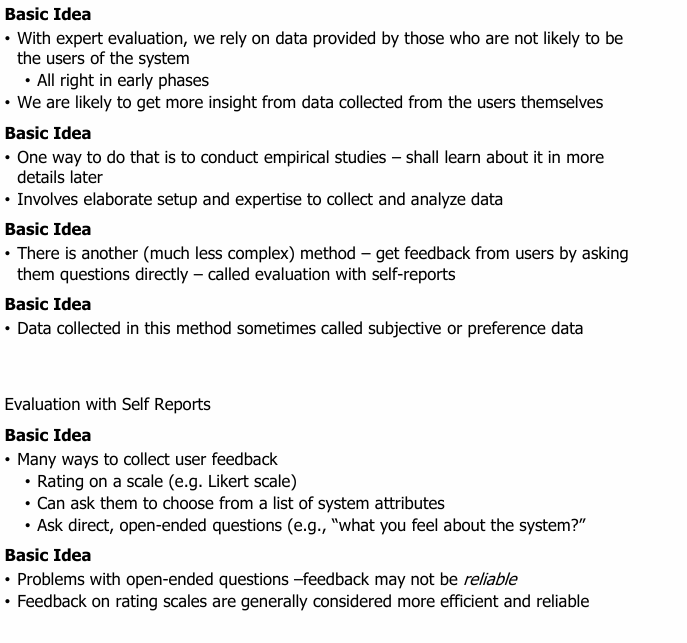 Basic Idea
• With expert evaluation, we rely on data provided by those who are not likely to be
the users of the system
• All right in early phases
• We are likely to get more insight from data collected from the users themselves
Basic Idea
• One way to do that is to conduct empirical studies – shall learn about it in more
details later
• Involves elaborate setup and expertise to collect and analyze data
Basic Idea
• There is another (much less complex) method – get feedback from users by asking
them questions directly – called evaluation with self-reports
Basic Idea
• Data collected in this method sometimes called subjective or preference data
Evaluation with Self Reports
Basic Idea
• Many ways to collect user feedback
• Rating on a scale (e.g. Likert scale)
• Can ask them to choose from a list of system attributes
• Ask direct, open-ended questions (e.g., “what you feel about the system?”
Basic Idea
• Problems with open-ended questions –feedback may not be reliable
• Feedback on rating scales are generally considered more efficient and reliable